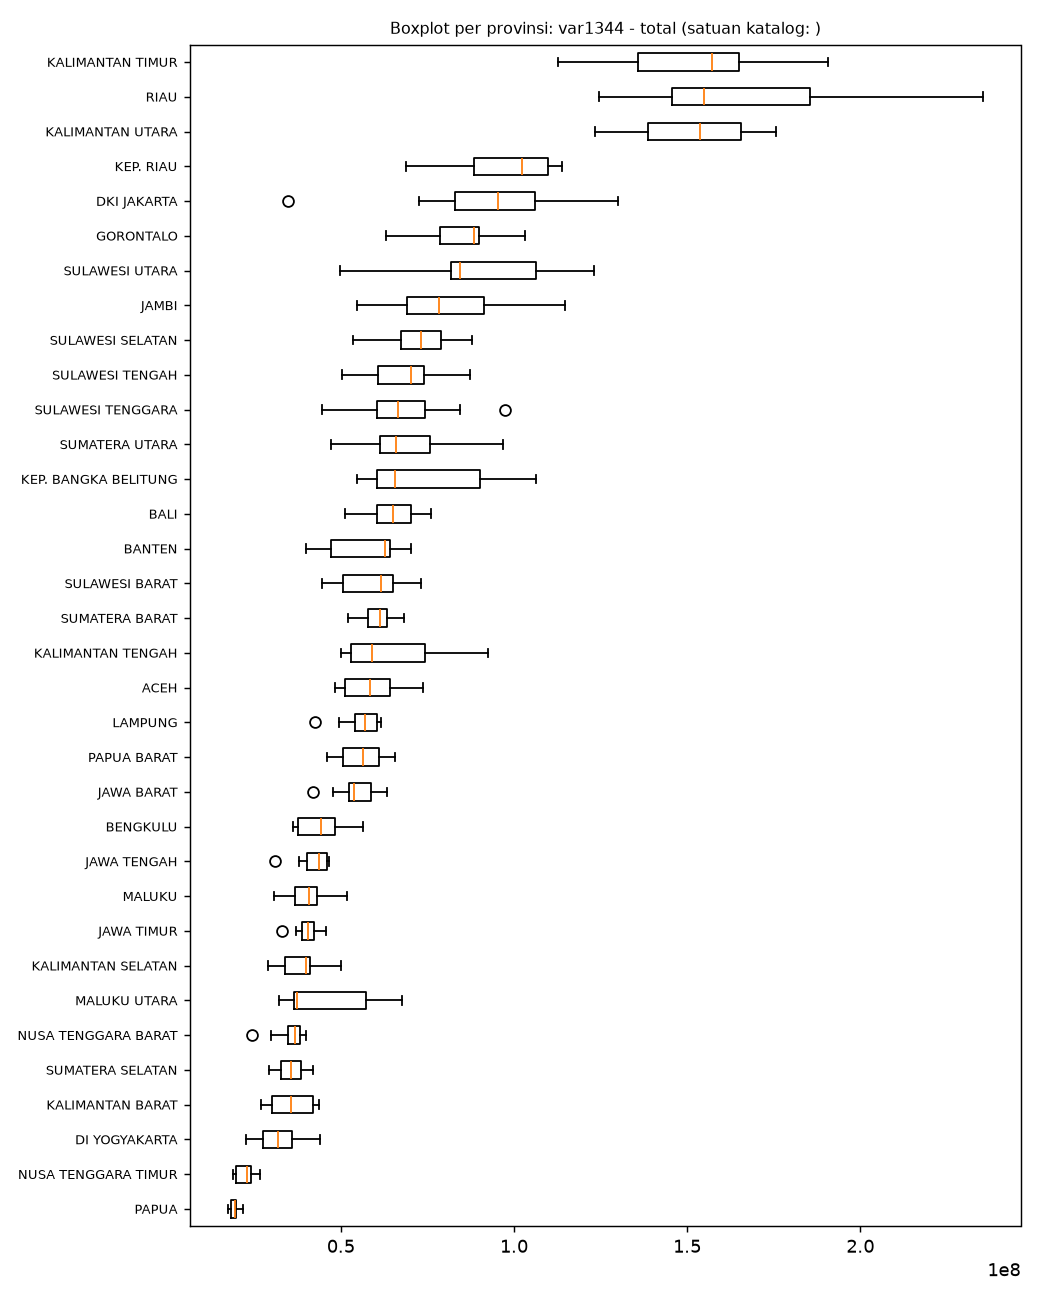 Boxplot per provinsi: var1344 - total (satuan katalog: )
KALIMANTAN TIMUR
RIAU
KALIMANTAN UTARA
KEP. RIAU
DKI JAKARTA
GORONTALO
SULAWESI UTARA
JAMBI
SULAWESI SELATAN
SULAWESI TENGAH
SULAWESI TENGGARA
SUMATERA UTARA
KEP. BANGKA BELITUNG
BALI
BANTEN
SULAWESI BARAT
SUMATERA BARAT
KALIMANTAN TENGAH
ACEH
LAMPUNG
PAPUA BARAT
JAWA BARAT
BENGKULU
JAWA TENGAH
MALUKU
JAWA TIMUR
KALIMANTAN SELATAN
MALUKU UTARA
NUSA TENGGARA BARAT
SUMATERA SELATAN
KALIMANTAN BARAT
DI YOGYAKARTA
NUSA TENGGARA TIMUR
PAPUA
0.5 1.0 1.5 2.0
1e8